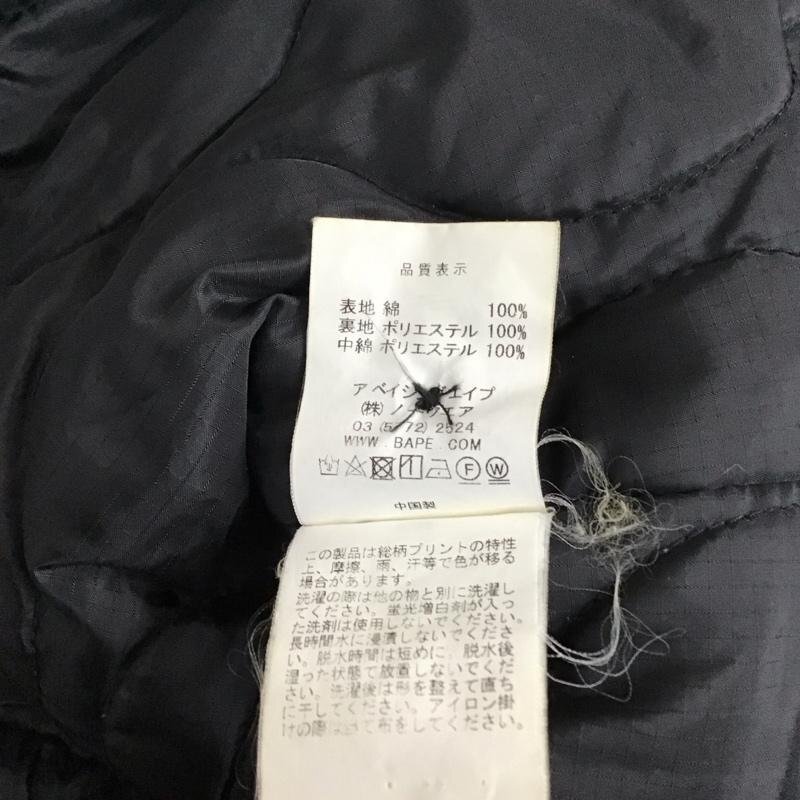 品質表示
表地 綿 100%
裏地 ポリエステル 100%
中綿 ポリエステル 100%
ア ベイシ
(株)
03
2524
WWW.BAPE.COM
F W
中国製
この製品は総柄プリントの特性
上、摩擦、雨、汗等で色が移る
場合があります。
洗濯の際は他の物と別に洗濯し
てください。蛍光増白剤が入っ
た洗剤は使用しないでください。
長時間水に浸漬しないでくださ
い。脱水時間は短めに、脱水後
湿った状態で放置しないでくだ
さい。洗濯後は形を整えて直ち
に干してください。アイロン掛
けの際は当て布をしてください。